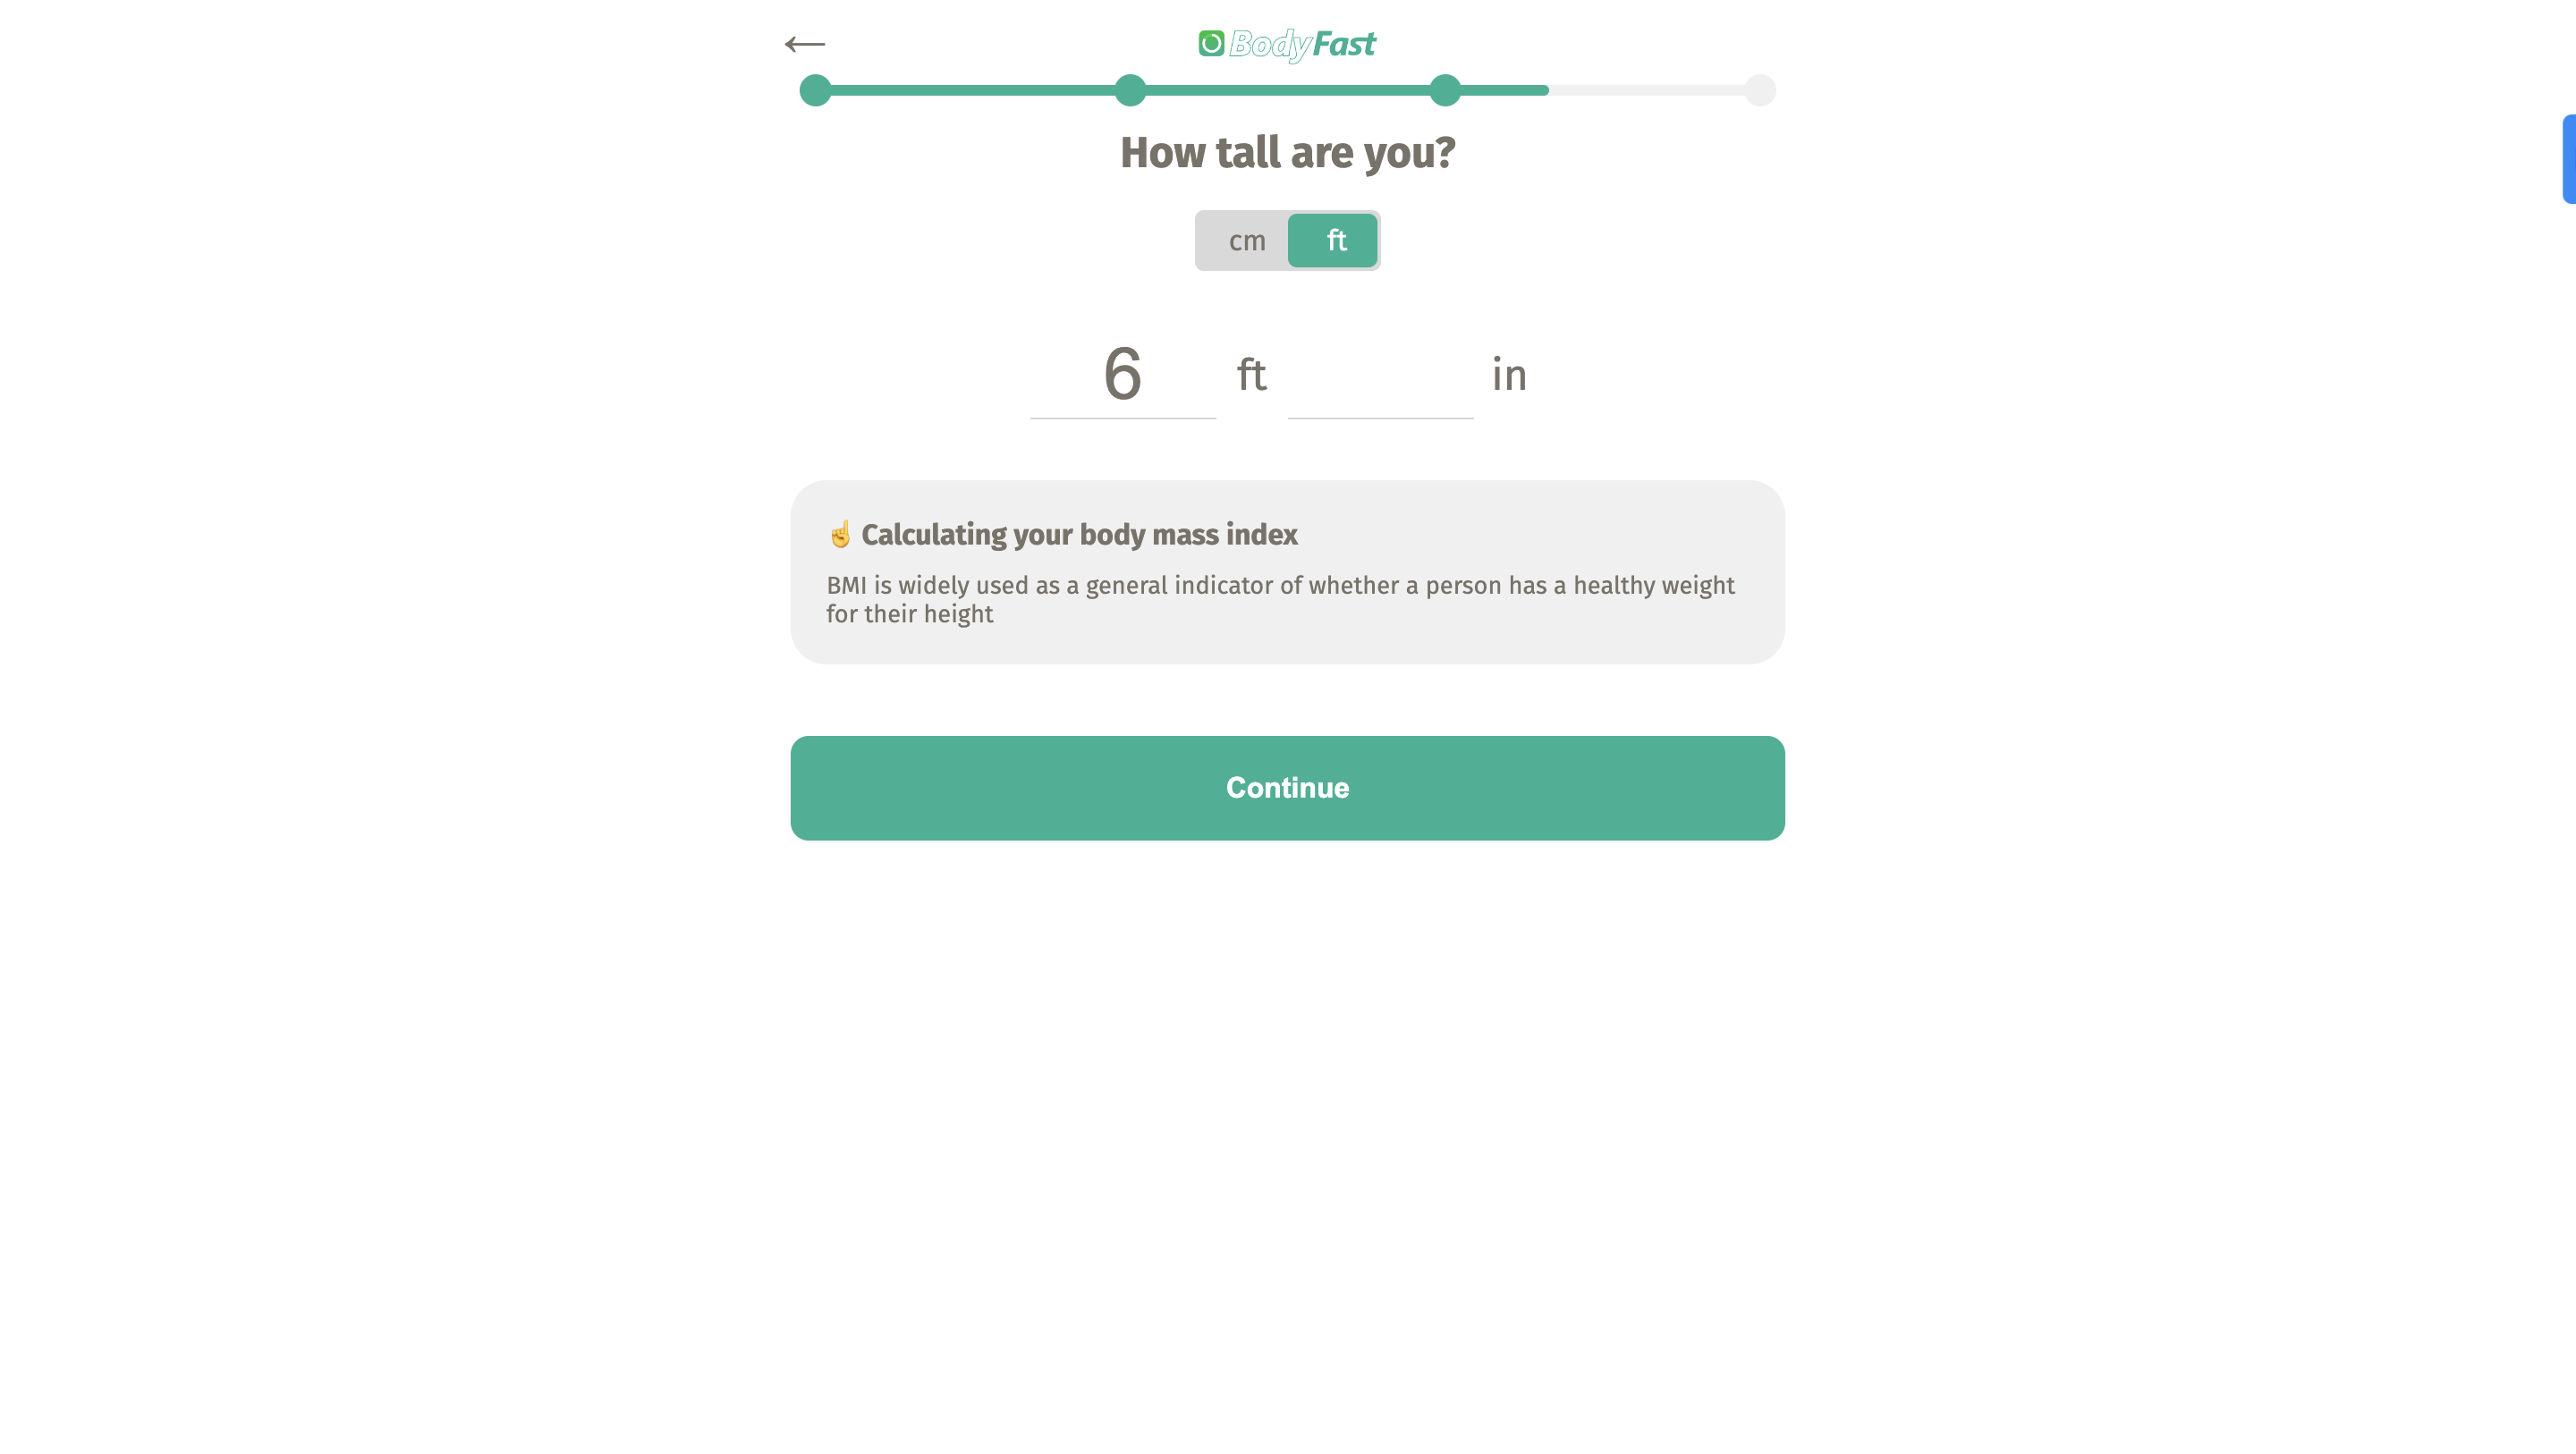 BodyFast
How tall are you?
cm ft
6 ft in
☝️ Calculating your body mass index
BMI is widely used as a general indicator of whether a person has a healthy weight
for their height
Continue